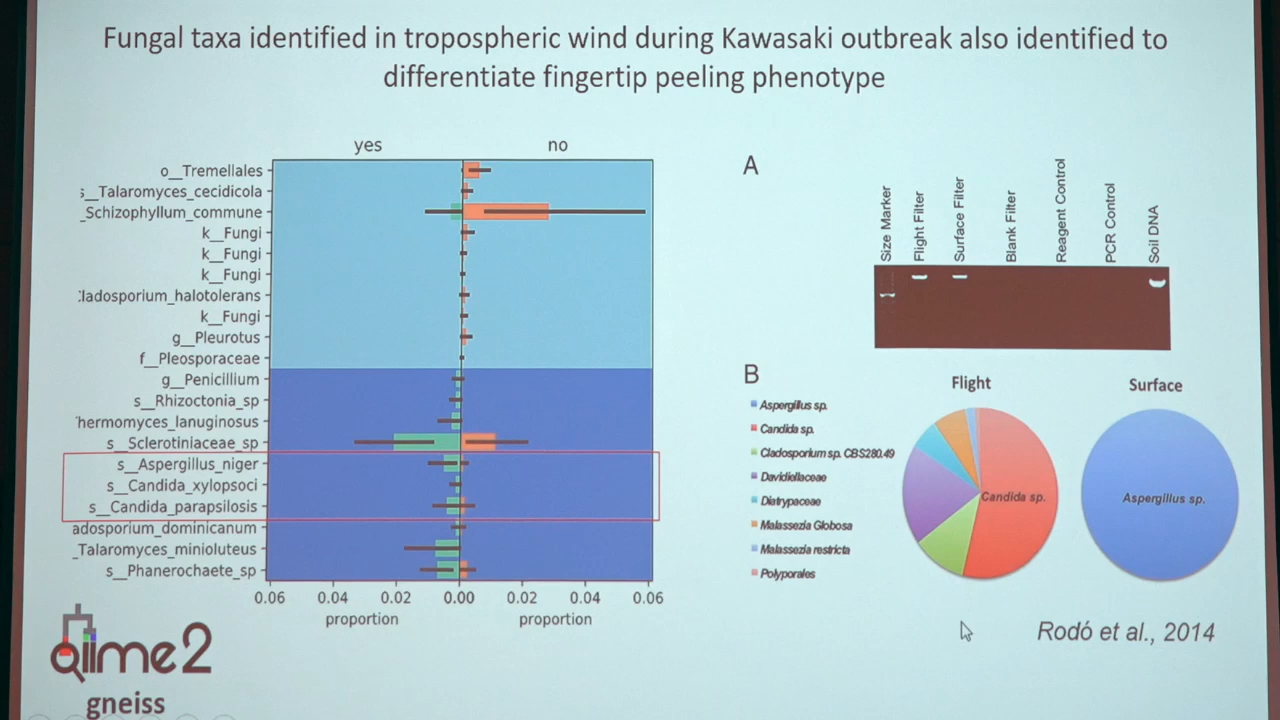 Fungal taxa identified in tropospheric wind during Kawasaki outbreak also identified to
differentiate fingertip peeling phenotype
yes
no
o__Tremellales
s__Talaromyces_cecidicola
_Schizophyllum_commune
k__Fungi
k__Fungi
k__Fungi
:ladosporium_halotolerans
k__Fungi
g__Pleurotus
f__Pleosporaceae
g__Penicillium
s__Rhizoctonia_sp
hermomyces_lanuginosus
s__Sclerotiniaceae_sp
s__Aspergillus_niger
s__Candida_xylopsoci
s__Candida_parapsilosis
adosporium_dominicanum
_Talaromyces_minioluteus
s__Phanerochaete_sp
0.06 0.04 0.02 0.00 0.02 0.04 0.06
proportion
proportion
qiime2
gneiss
A
Size Marker
Flight Filter
Surface Filter
Blank Filter
Reagent Control
PCR Control
Soil DNA
B
Flight
Surface
Aspergillus sp.
Candida sp.
Cladosporium sp. CBS280.49
Davidiellaceae
Diatrypaceae
Malassezia Globosa
Malassezia restricta
Polyporales
Candida sp.
Aspergillus sp.
Rodó et al., 2014